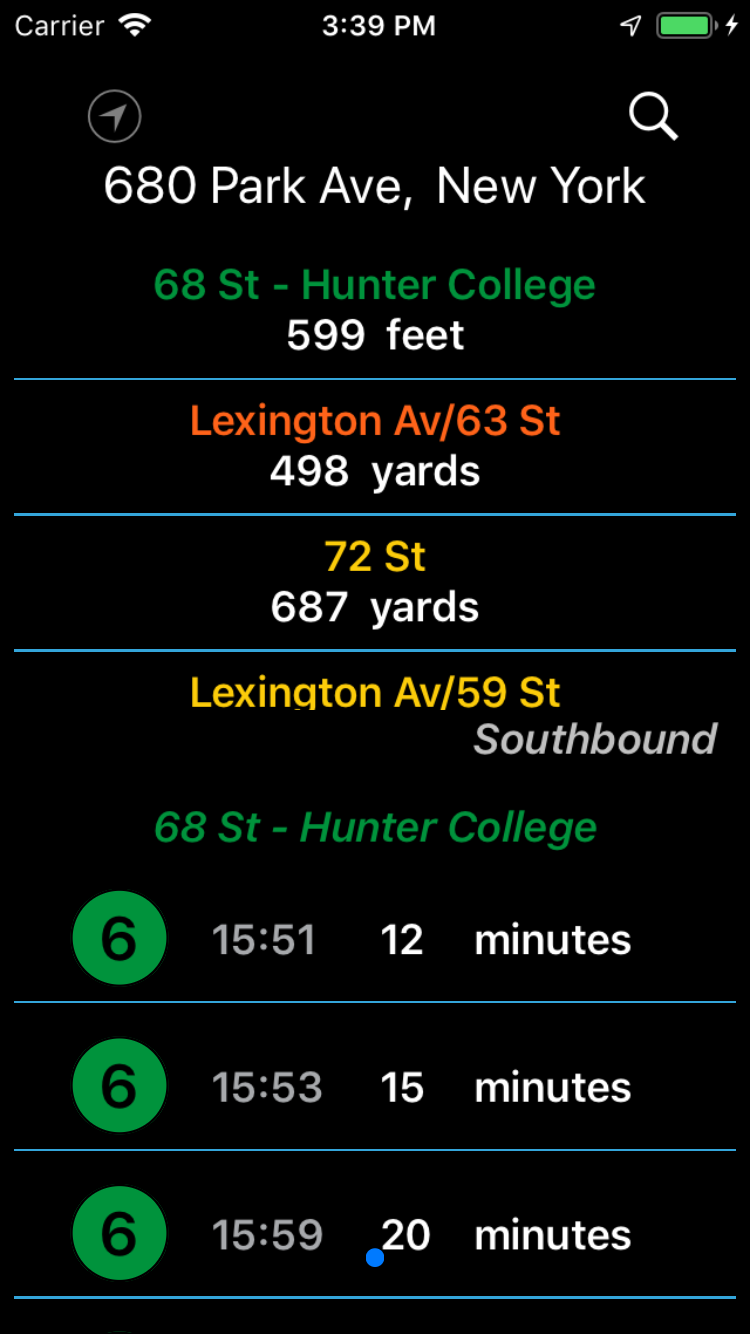 Carrier 3:39 PM
680 Park Ave, New York
68 St - Hunter College
599 feet
Lexington Av/63 St
498 yards
72 St
687 yards
Lexington Av/59 St
Southbound
68 St - Hunter College
6 15:51 12 minutes
6 15:53 15 minutes
6 15:59 20 minutes